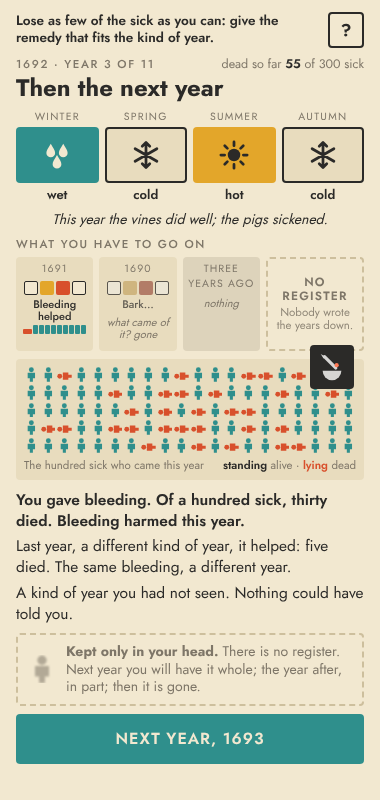 Lose as few of the sick as you can: give the
remedy that fits the kind of year.
?
1692 · YEAR 3 OF 11
dead so far 55 of 300 sick
Then the next year
WINTER SPRING SUMMER AUTUMN
wet cold hot cold
This year the vines did well; the pigs sickened.
WHAT YOU HAVE TO GO ON
1691
Bleeding
helped
1690
Bark...
what came of
it? gone
THREE
YEARS AGO
nothing
NO
REGISTER
Nobody wrote
the years down.
The hundred sick who came this year
standing alive · lying dead
You gave bleeding. Of a hundred sick, thirty
died. Bleeding harmed this year.
Last year, a different kind of year, it helped: five
died. The same bleeding, a different year.
A kind of year you had not seen. Nothing could have
told you.
Kept only in your head. There is no register.
Next year you will have it whole; the year after,
in part; then it is gone.
NEXT YEAR, 1693